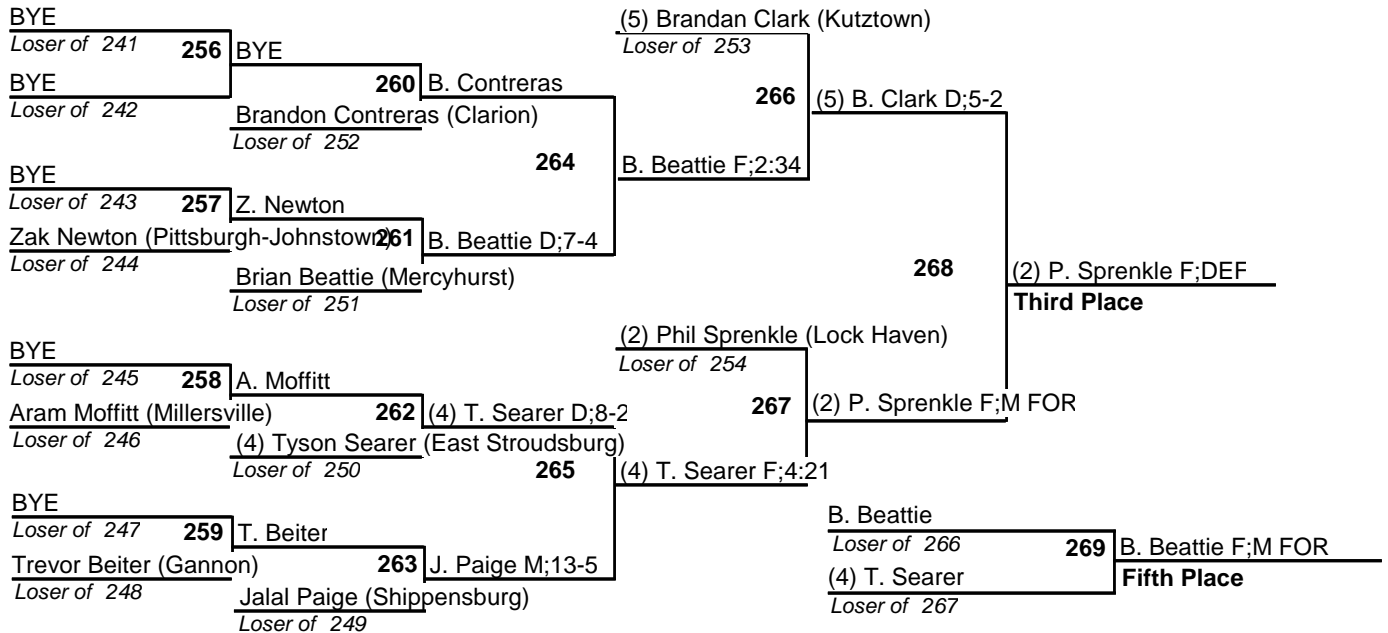 BYE
Loser of 241
256
BYE
BYE
Loser of 242
260
B. Contreras
Brandon Contreras (Clarion)
Loser of 252
BYE
Loser of 243
257
Z. Newton
Zak Newton (Pittsburgh-Johnstown)
Loser of 244
261
B. Beattie D;7-4
Brian Beattie (Mercyhurst)
Loser of 251
264
B. Beattie F;2:34
(5) Brandan Clark (Kutztown)
Loser of 253
266
(5) B. Clark D;5-2
BYE
Loser of 245
258
A. Moffitt
Aram Moffitt (Millersville)
Loser of 246
262
(4) T. Searer D;8-2
(4) Tyson Searer (East Stroudsburg)
Loser of 250
BYE
Loser of 247
259
T. Beiter
Trevor Beiter (Gannon)
Loser of 248
263
J. Paige M;13-5
Jalal Paige (Shippensburg)
Loser of 249
265
(4) T. Searer F;4:21
(2) Phil Sprenkle (Lock Haven)
Loser of 254
267
(2) P. Sprenkle F;M FOR
268
(2) P. Sprenkle F;DEF
Third Place
B. Beattie
Loser of 266
269
B. Beattie F;M FOR
(4) T. Searer
Fifth Place
Loser of 267